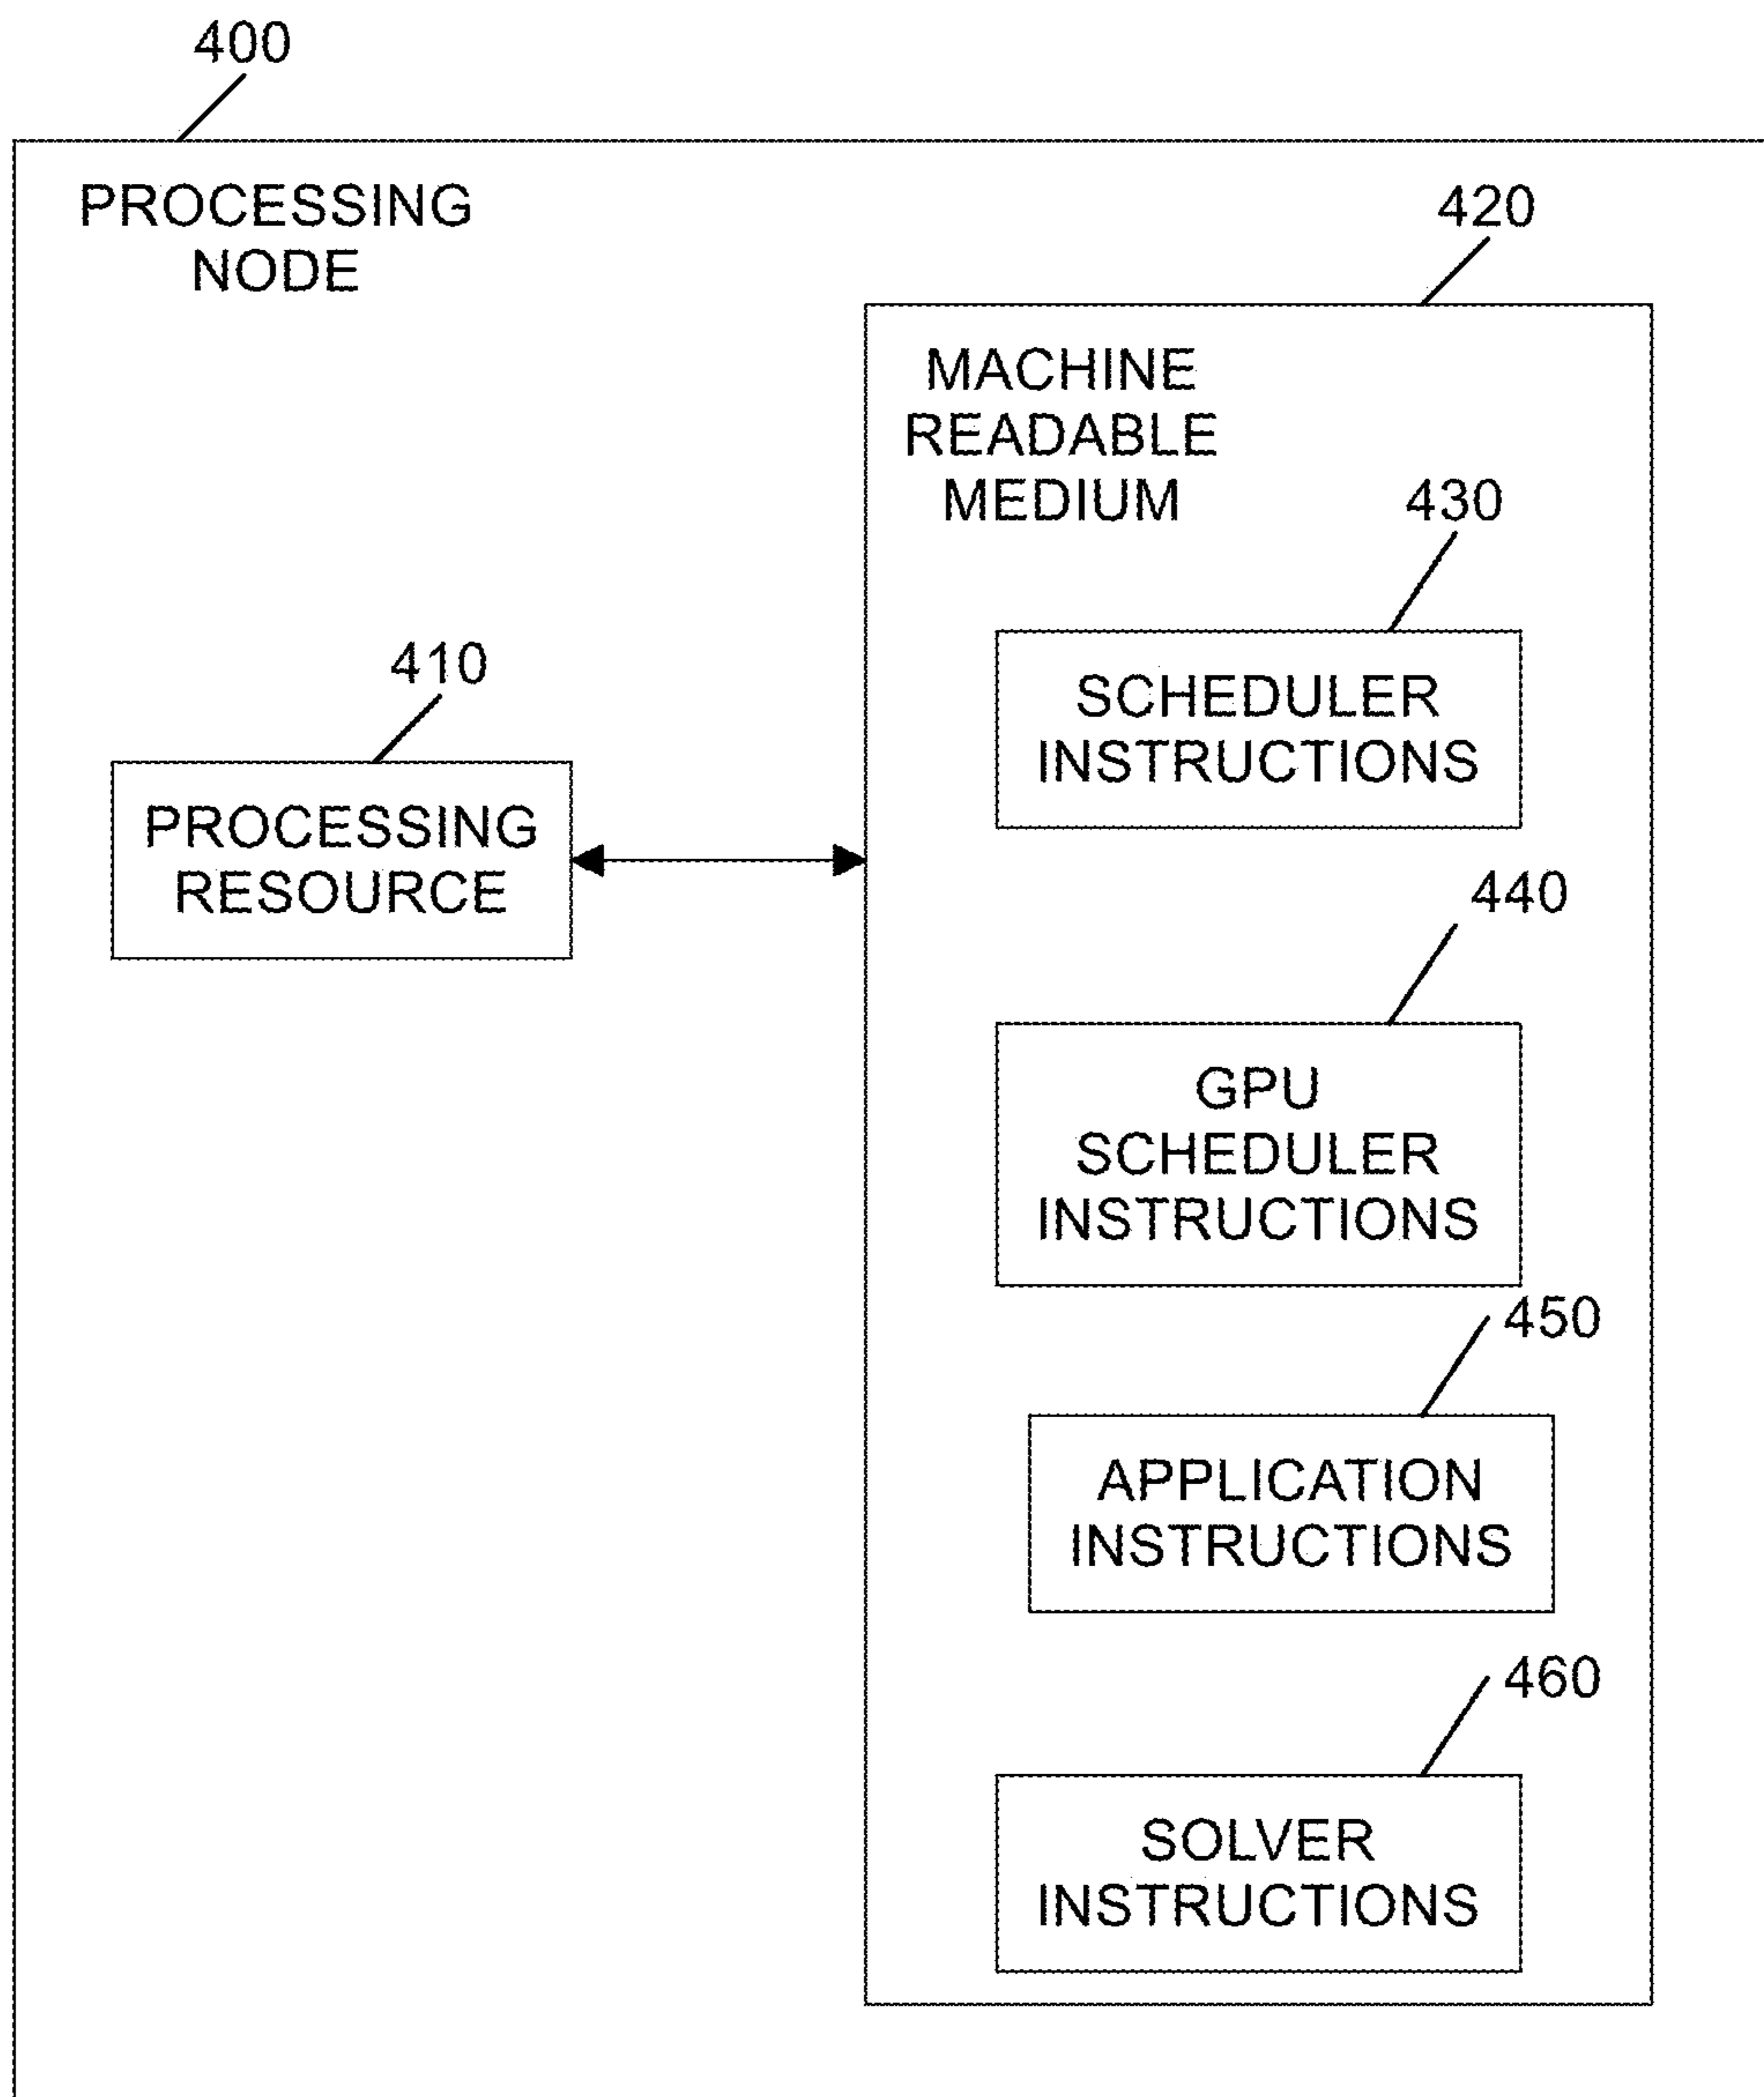 400
PROCESSING
NODE
420
MACHINE
READABLE
MEDIUM
430
SCHEDULER
INSTRUCTIONS
410
PROCESSING
RESOURCE
440
GPU
SCHEDULER
INSTRUCTIONS
450
APPLICATION
INSTRUCTIONS
460
SOLVER
INSTRUCTIONS